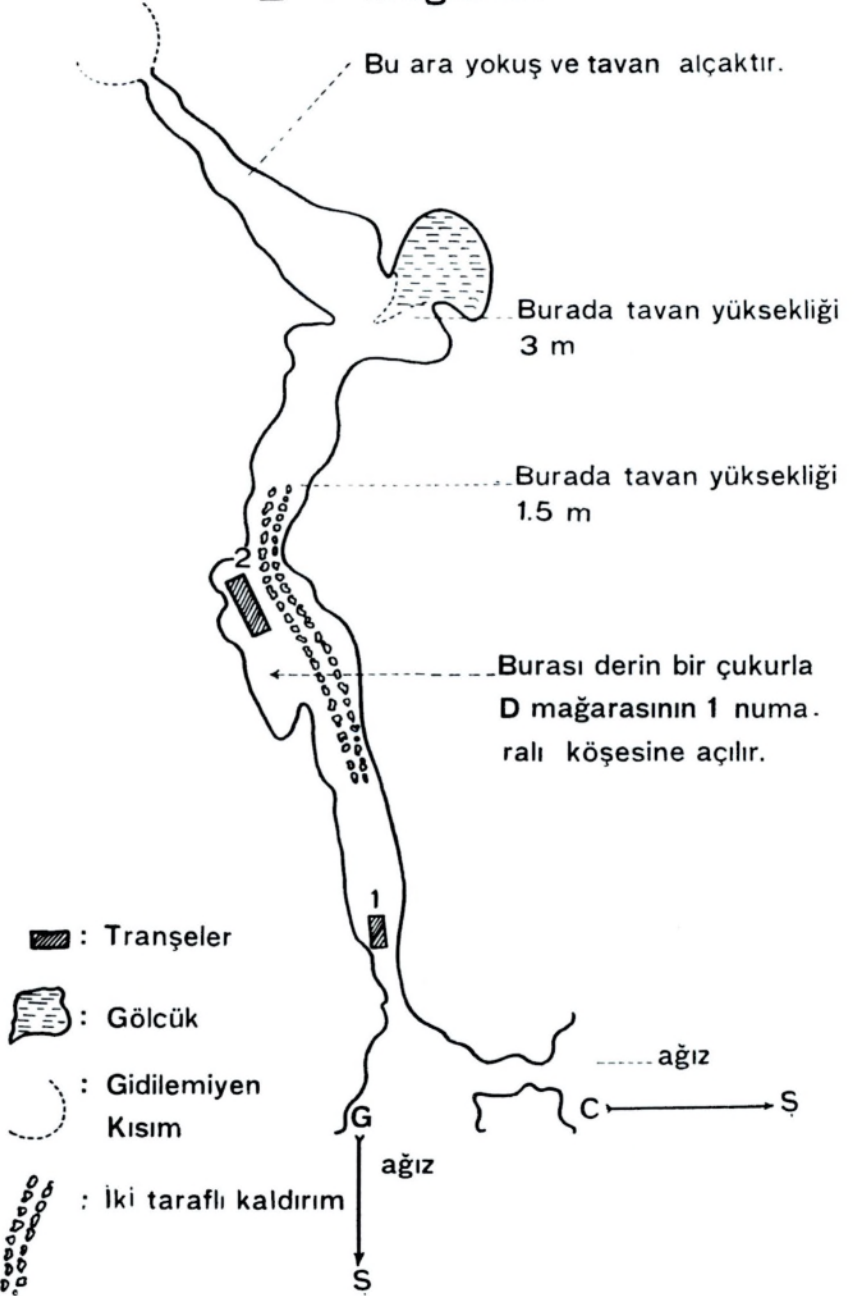 Bu ara yokuş ve tavan alçaktır.
Burada tavan yüksekliği
3 m
Burada tavan yüksekliği
1.5 m
2
Burası derin bir çukurla
D mağarasının 1 numa-
ralı köşesine açılır.
1
: Tranşeler
: Gölcük
: Gidilemiyen
Kısım
: İki taraflı kaldırım
ağız
C
Ş
G
ağız
Ş